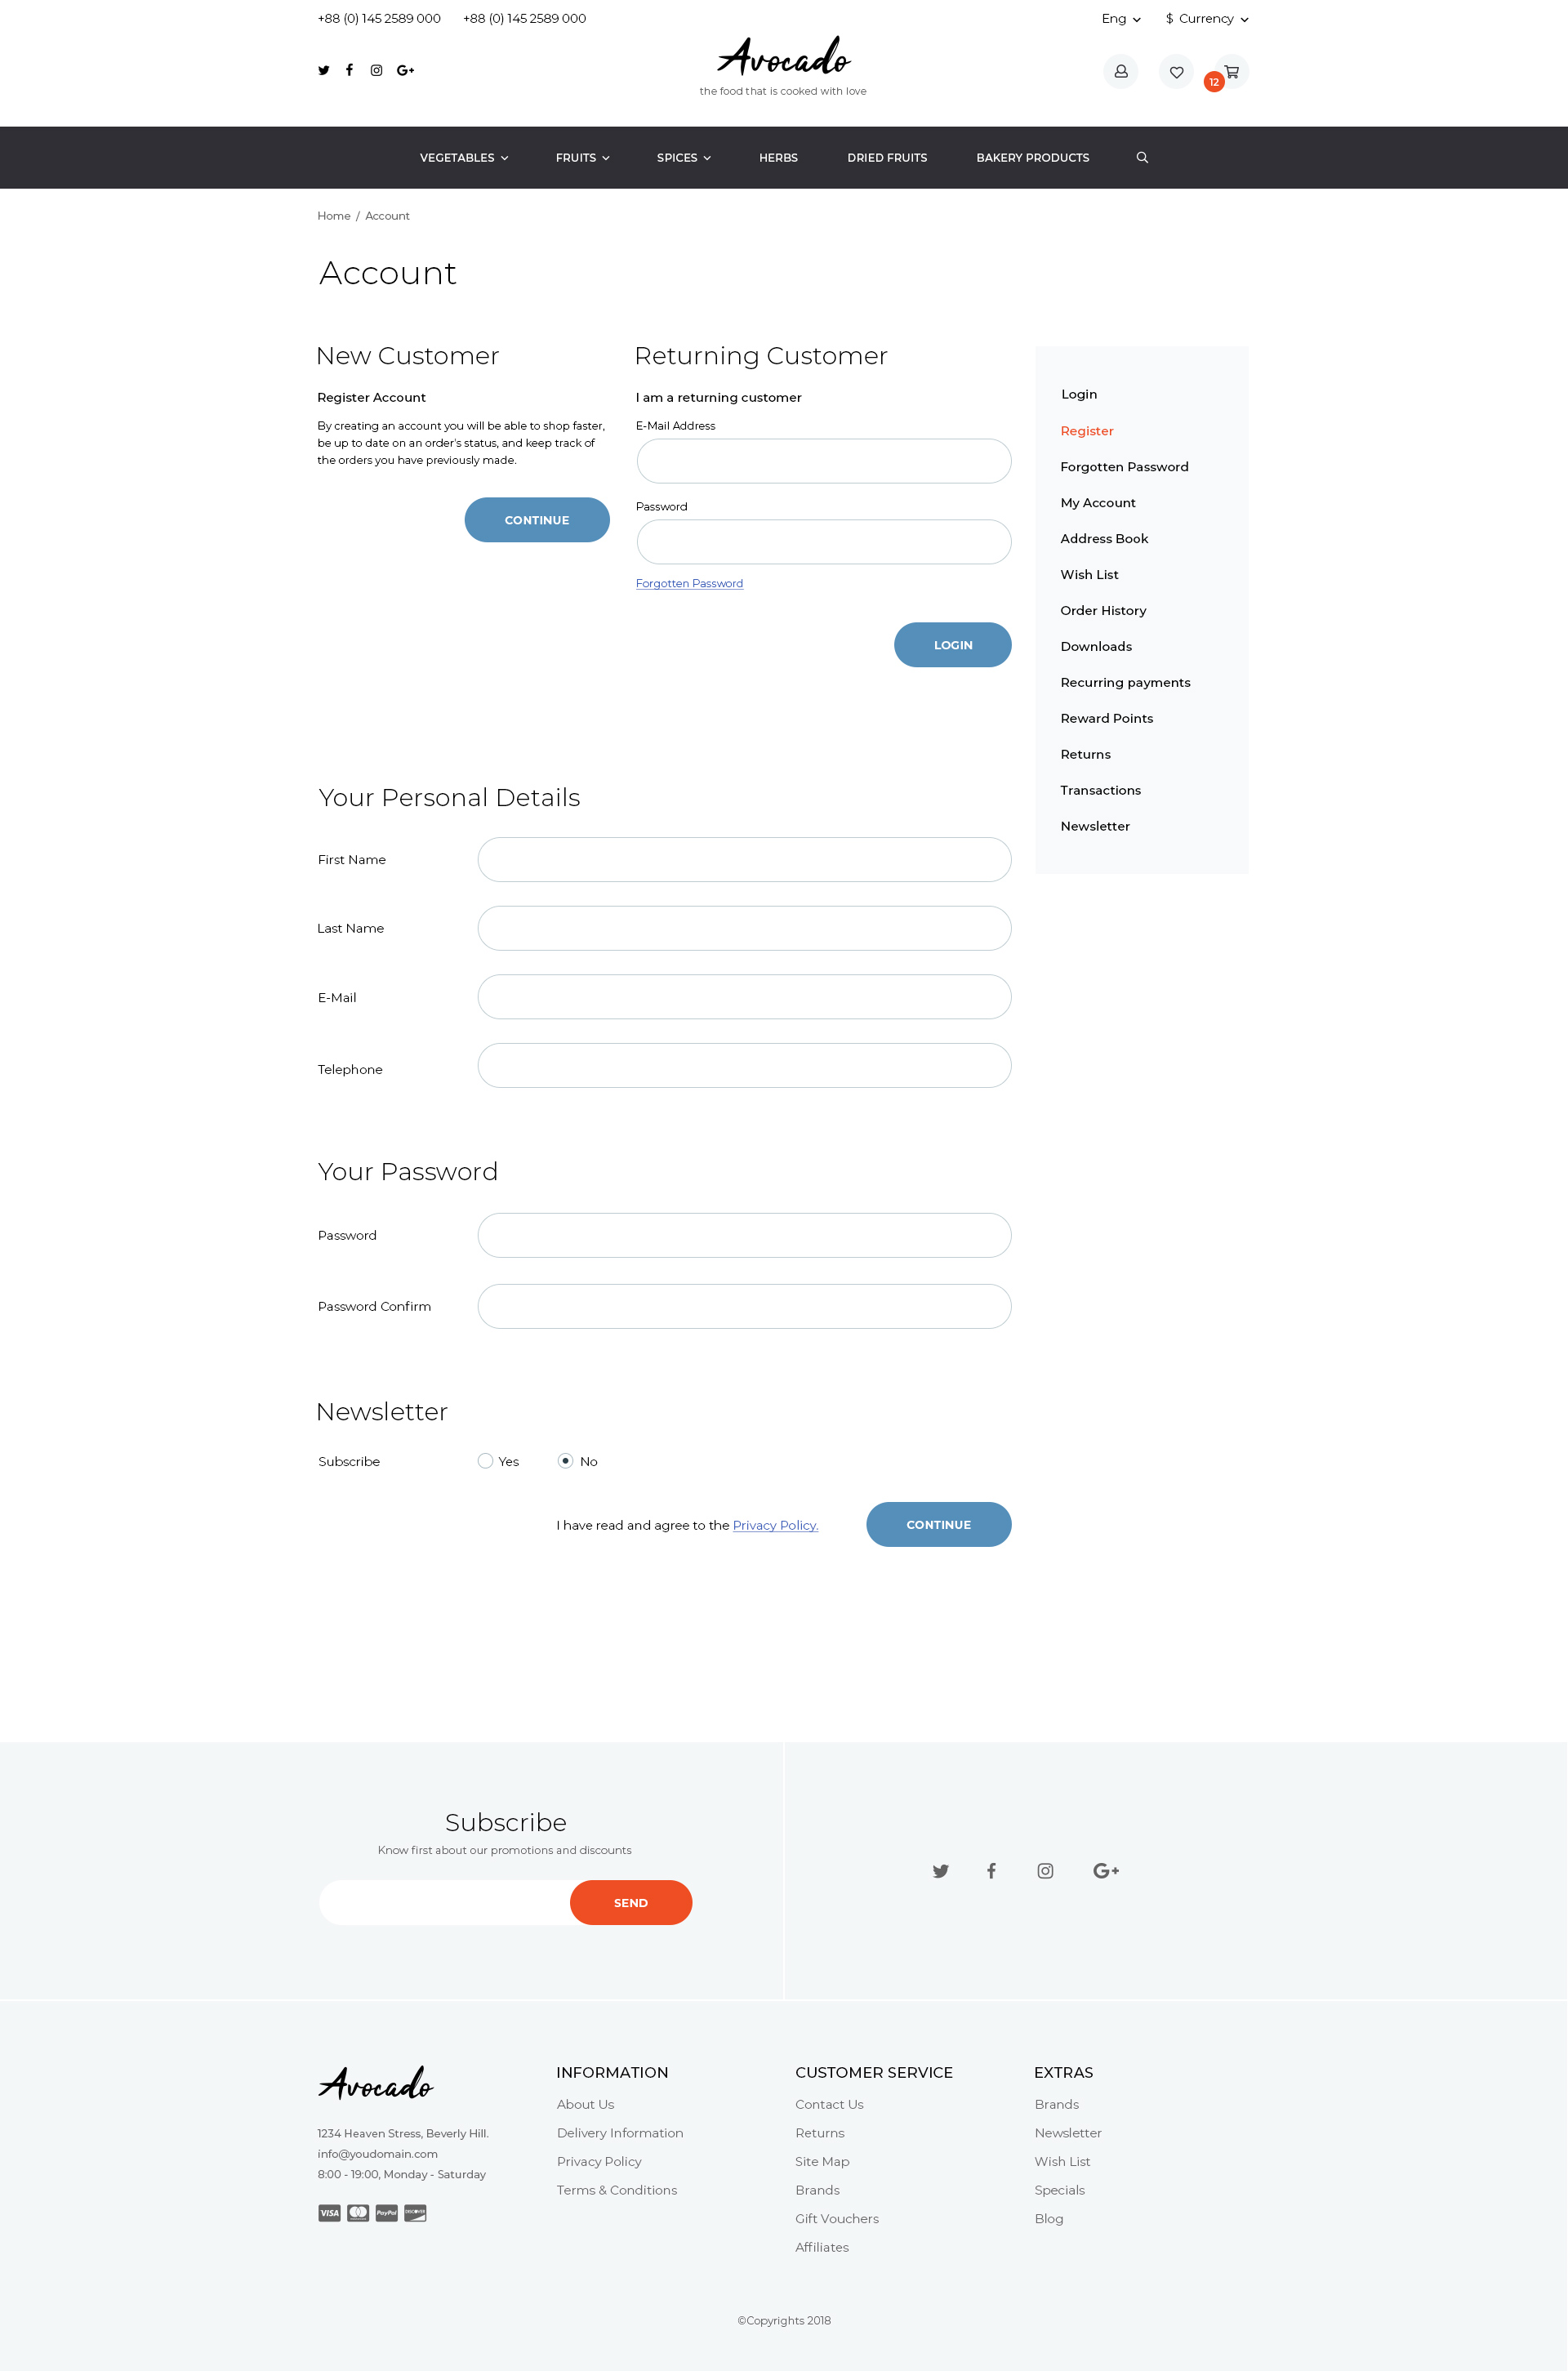 +88 (0) 145 2589 000 +88 (0) 145 2589 000
Eng $ Currency
Avocado
the food that is cooked with love
12
VEGETABLES FRUITS SPICES HERBS DRIED FRUITS BAKERY PRODUCTS
Home / Account
Account
New Customer
Register Account
By creating an account you will be able to shop faster,
be up to date on an order's status, and keep track of
the orders you have previously made.
CONTINUE
Returning Customer
I am a returning customer
E-Mail Address
Password
Forgotten Password
LOGIN
Login
Register
Forgotten Password
My Account
Address Book
Wish List
Order History
Downloads
Recurring payments
Reward Points
Returns
Transactions
Newsletter
Your Personal Details
First Name
Last Name
E-Mail
Telephone
Your Password
Password
Password Confirm
Newsletter
Subscribe Yes No
I have read and agree to the Privacy Policy.
CONTINUE
Subscribe
Know first about our promotions and discounts
SEND
Avocado
1234 Heaven Stress, Beverly Hill.
info@youdomain.com
8:00 - 19:00, Monday - Saturday
VISA PayPal DISCOVER
INFORMATION
About Us
Delivery Information
Privacy Policy
Terms & Conditions
CUSTOMER SERVICE
Contact Us
Returns
Site Map
Brands
Gift Vouchers
Affiliates
EXTRAS
Brands
Newsletter
Wish List
Specials
Blog
©Copyrights 2018